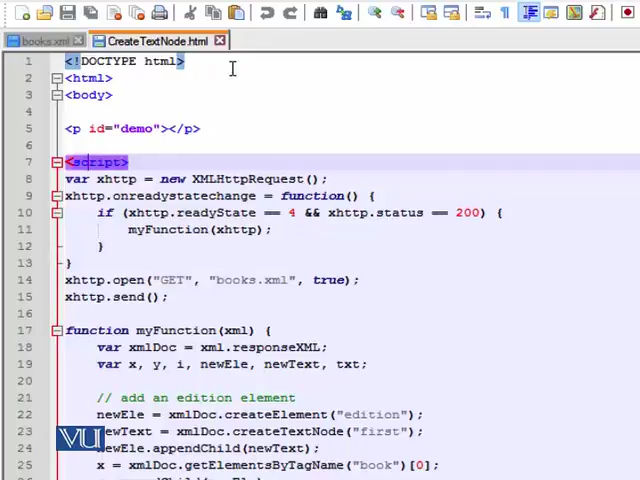 books.xml CreateTextNode.html
1 <!DOCTYPE html>
2 <html>
3 <body>
4
5 <p id="demo"></p>
6
7 <script>
8 var xhttp = new XMLHttpRequest();
9 xhttp.onreadystatechange = function() {
10 if (xhttp.readyState == 4 && xhttp.status == 200) {
11 myFunction(xhttp);
12 }
13 }
14 xhttp.open("GET", "books.xml", true);
15 xhttp.send();
16
17 function myFunction(xml) {
18 var xmlDoc = xml.responseXML;
19 var x, y, i, newEle, newText, txt;
20
21 // add an edition element
22 newEle = xmlDoc.createElement("edition");
23 newText = xmlDoc.createTextNode("first");
24 newEle.appendChild(newText);
25 x = xmlDoc.getElementsByTagName("book")[0];
VU